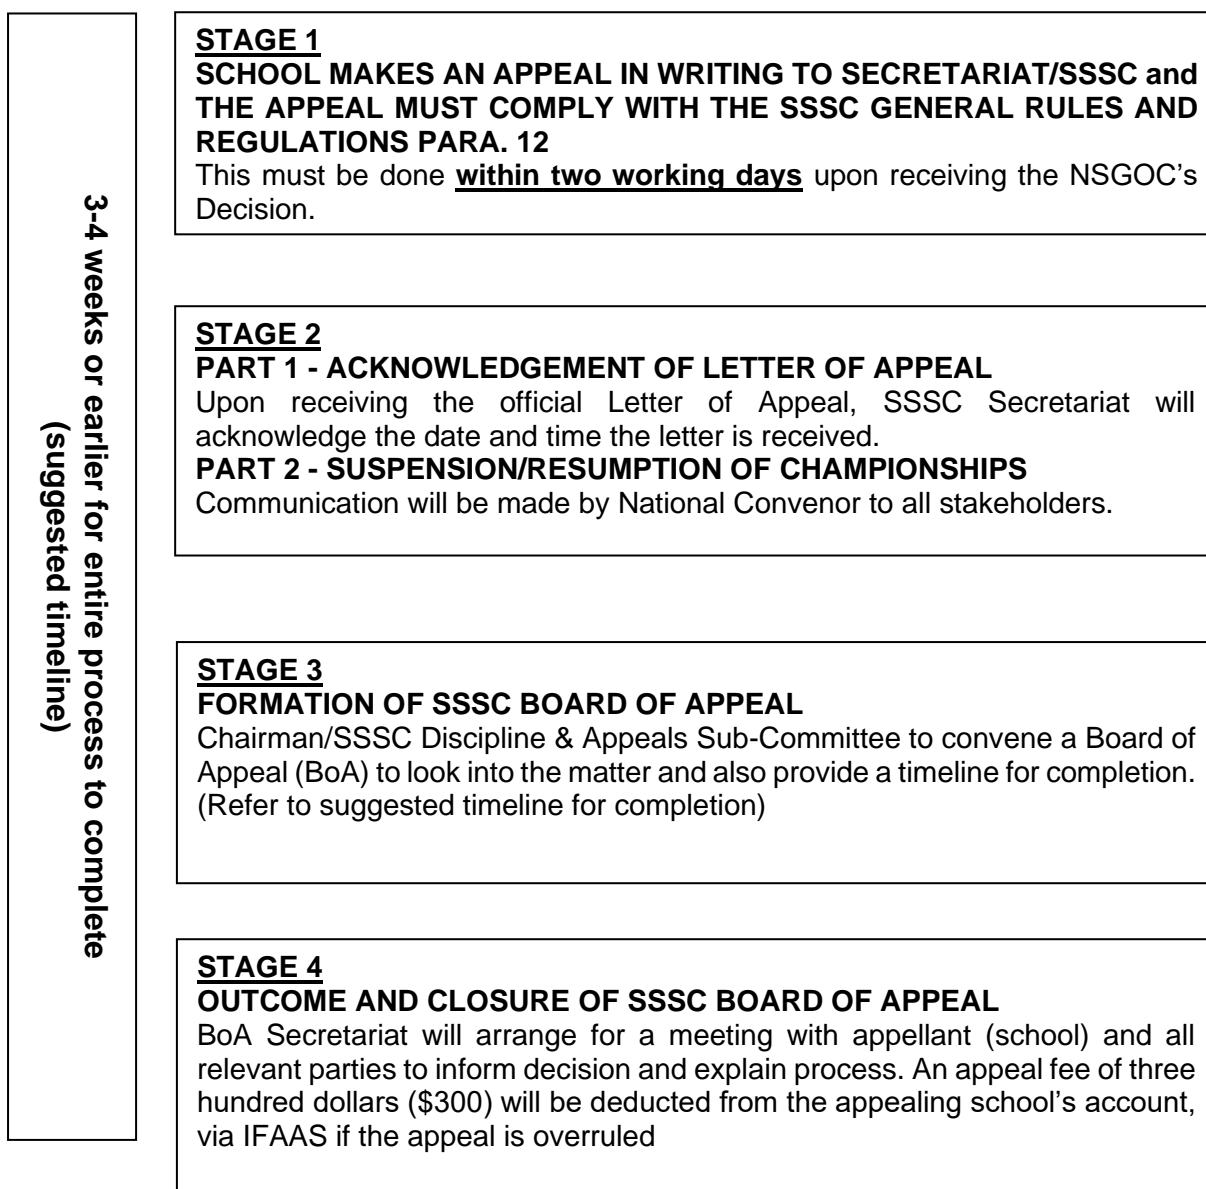 3-4 weeks or earlier for entire process to complete
(suggested timeline)
STAGE 1
SCHOOL MAKES AN APPEAL IN WRITING TO SECRETARIAT/SSSC and
THE APPEAL MUST COMPLY WITH THE SSSC GENERAL RULES AND
REGULATIONS PARA. 12
This must be done within two working days upon receiving the NSGOC’s
Decision.
STAGE 2
PART 1 - ACKNOWLEDGEMENT OF LETTER OF APPEAL
Upon receiving the official Letter of Appeal, SSSC Secretariat will
acknowledge the date and time the letter is received.
PART 2 - SUSPENSION/RESUMPTION OF CHAMPIONSHIPS
Communication will be made by National Convenor to all stakeholders.
STAGE 3
FORMATION OF SSSC BOARD OF APPEAL
Chairman/SSSC Discipline & Appeals Sub-Committee to convene a Board of
Appeal (BoA) to look into the matter and also provide a timeline for completion.
(Refer to suggested timeline for completion)
STAGE 4
OUTCOME AND CLOSURE OF SSSC BOARD OF APPEAL
BoA Secretariat will arrange for a meeting with appellant (school) and all
relevant parties to inform decision and explain process. An appeal fee of three
hundred dollars ($300) will be deducted from the appealing school’s account,
via IFAAS if the appeal is overruled